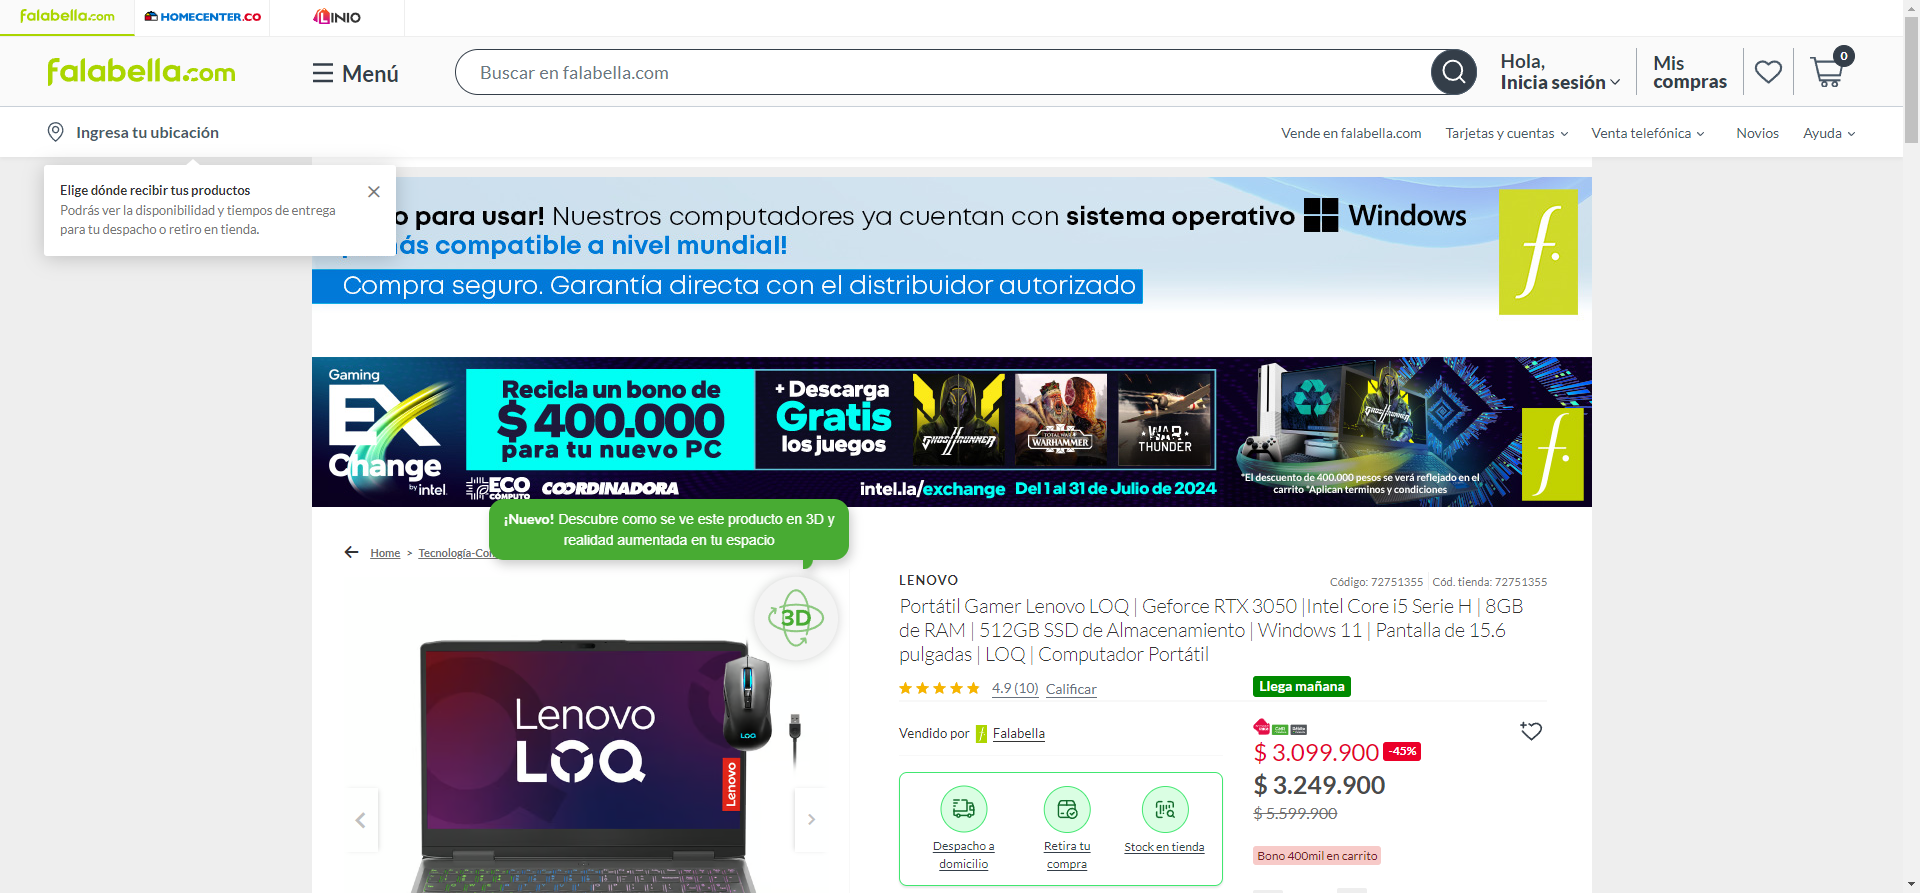 falabella.com
HOMECENTER.CO
LINIO
falabella.com
Menú
Buscar en falabella.com
Hola,
Inicia sesión
Mis
compras
0
Ingresa tu ubicación
Vende en falabella.com
Tarjetas y cuentas
Venta telefónica
Novios
Ayuda
Elige dónde recibir tus productos
Podrás ver la disponibilidad y tiempos de entrega
para tu despacho o retiro en tienda.
o para usar! Nuestros computadores ya cuentan con sistema operativo Windows
ás compatible a nivel mundial!
Compra seguro. Garantía directa con el distribuidor autorizado
f.
Gaming
EX
Change
by intel.
Recicla un bono de
$ 400.000
para tu nuevo PC
+ Descarga
Gratis
los juegos
GHOSTRUNNER
TOTAL WAR
WARHAMMER
WAR
THUNDER
GHOSTRUNNER
f.
*El descuento de 400.000 pesos se verá reflejado en el
carrito *Aplican terminos y condiciones
ECO
CÓMPUTO
COORDINADORA
intel.la/exchange Del 1 al 31 de Julio de 2024
¡Nuevo! Descubre como se ve este producto en 3D y
realidad aumentada en tu espacio
Home > Tecnología-Con
3D
Lenovo
LOQ
LOQ
Lenovo
LENOVO
Código: 72751355
Cód. tienda: 72751355
Portátil Gamer Lenovo LOQ | Geforce RTX 3050 |Intel Core i5 Serie H | 8GB
de RAM | 512GB SSD de Almacenamiento | Windows 11 | Pantalla de 15.6
pulgadas | LOQ | Computador Portátil
4.9 (10)
Calificar
Llega mañana
Vendido por f. Falabella
$ 3.099.900 -45%
$ 3.249.900
$ 5.599.900
Bono 400mil en carrito
Despacho a
domicilio
Retira tu
compra
Stock en tienda